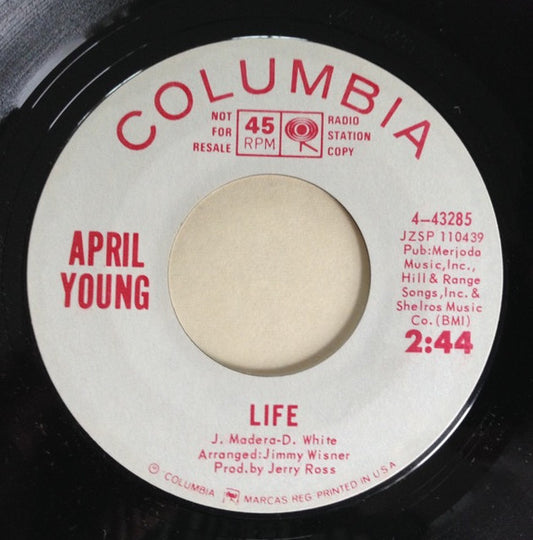 COLUMBIA
NOT
FOR
RESALE
45
RPM
RADIO
STATION
COPY
APRIL
YOUNG
4-43285
JZSP 110439
Pub:Merjoda
Music,Inc.,
Hill & Range
Songs,Inc.&
Shelros Music
Co.(BMI)
2:44
LIFE
J. Madera-D. White
Arranged:Jimmy Wisner
Prod.by Jerry Ross
© COLUMBIA MARCAS REG. PRINTED IN U.S.A.